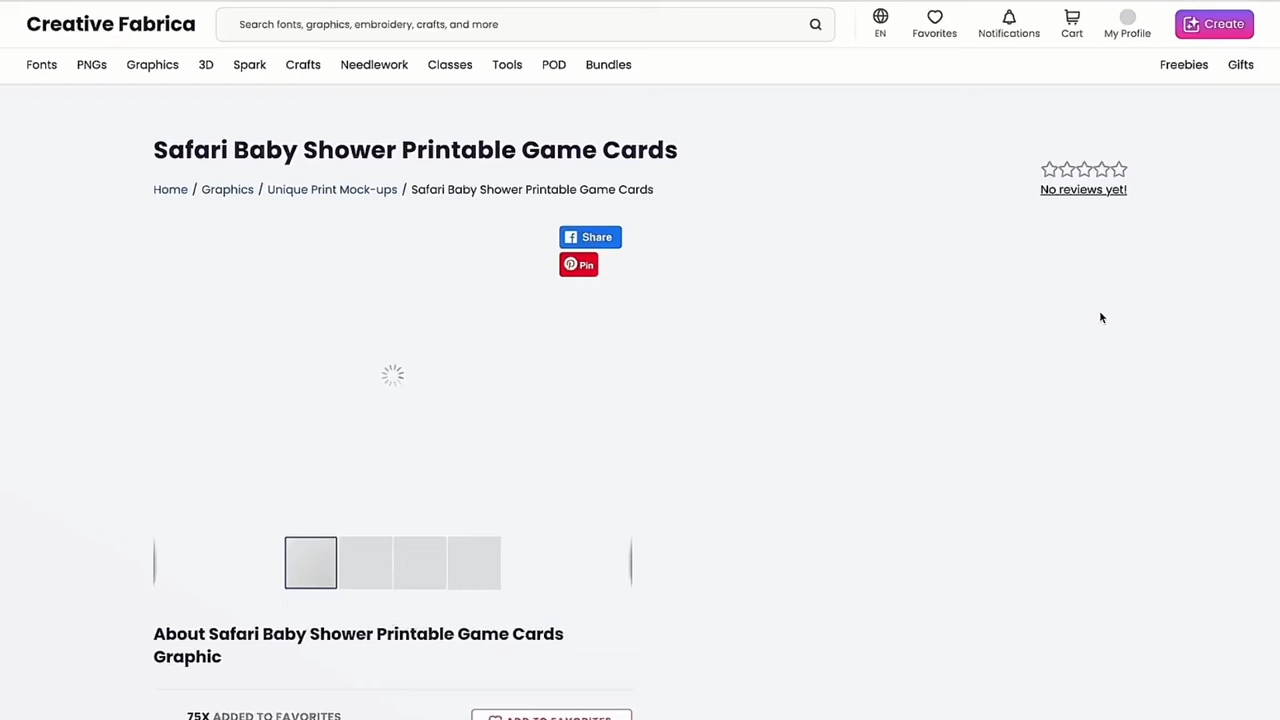 Creative Fabrica
Search fonts, graphics, embroidery, crafts, and more
EN
Favorites
Notifications
Cart
My Profile
Create
Fonts
PNGs
Graphics
3D
Spark
Crafts
Needlework
Classes
Tools
POD
Bundles
Freebies
Gifts
Safari Baby Shower Printable Game Cards
Home / Graphics / Unique Print Mock-ups / Safari Baby Shower Printable Game Cards
No reviews yet!
Share
Pin
About Safari Baby Shower Printable Game Cards
Graphic
75X ADDED TO FAVORITES
ADD TO FAVORITES